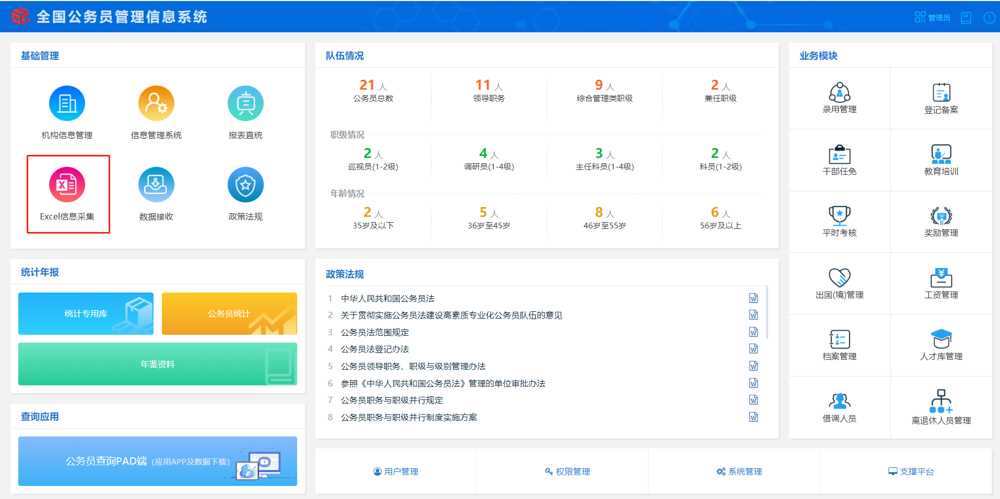 全国公务员管理信息系统
管理员
基础管理
机构信息管理
信息管理系统
报表直统
Excel信息采集
数据接收
政策法规
统计年报
统计专用库
公务员统计
年鉴资料
查询应用
公务员查询PAD端 (应用APP及数据下载)
队伍情况
21 人
公务员总数
11 人
领导职务
9 人
综合管理类职级
2 人
兼任职级
职级情况
2 人
巡视员(1-2级)
4 人
调研员(1-4级)
3 人
主任科员(1-4级)
2 人
科员(1-2级)
年龄情况
2 人
35岁及以下
5 人
36岁至45岁
8 人
46岁至55岁
6 人
56岁及以上
政策法规
1 中华人民共和国公务员法
2 关于贯彻实施公务员法建设高素质专业化公务员队伍的意见
3 公务员法范围规定
4 公务员法登记办法
5 公务员领导职务、职级与级别管理办法
6 参照《中华人民共和国公务员法》管理的单位审批办法
7 公务员职务与职级并行规定
8 公务员职务与职级并行制度实施方案
业务模块
录用管理
登记备案
干部任免
教育培训
平时考核
奖励管理
出国(境)管理
工资管理
档案管理
人才库管理
借调人员
离退休人员管理
用户管理
权限管理
系统管理
支撑平台